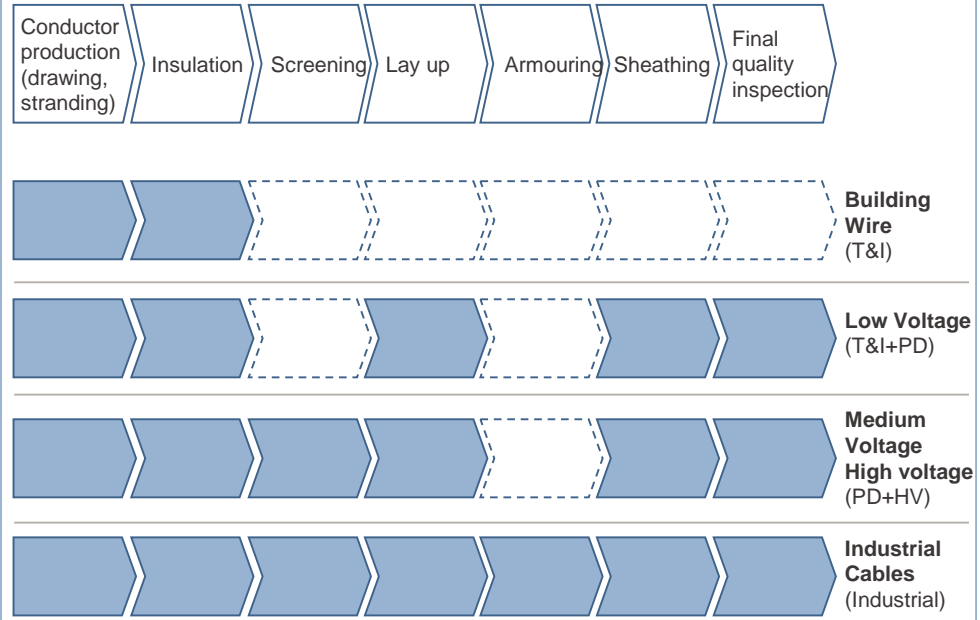 Conductor
production
(drawing,
stranding)
Insulation
Screening
Lay up
Armouring
Sheathing
Final
quality
inspection
Building
Wire
(T&I)
Low Voltage
(T&I+PD)
Medium
Voltage
High voltage
(PD+HV)
Industrial
Cables
(Industrial)